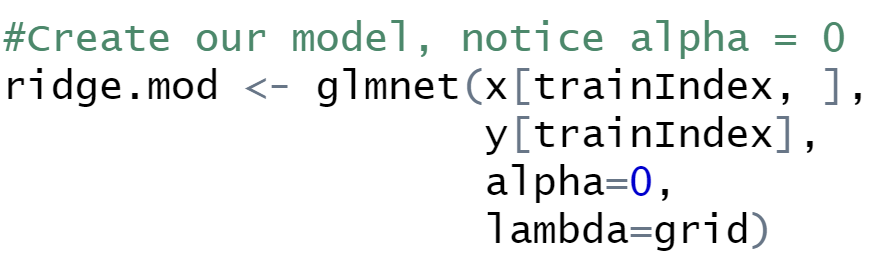 #Create our model, notice alpha = 0
ridge.mod <- glmnet(x[trainIndex, ],
y[trainIndex],
alpha=0,
lambda=grid)